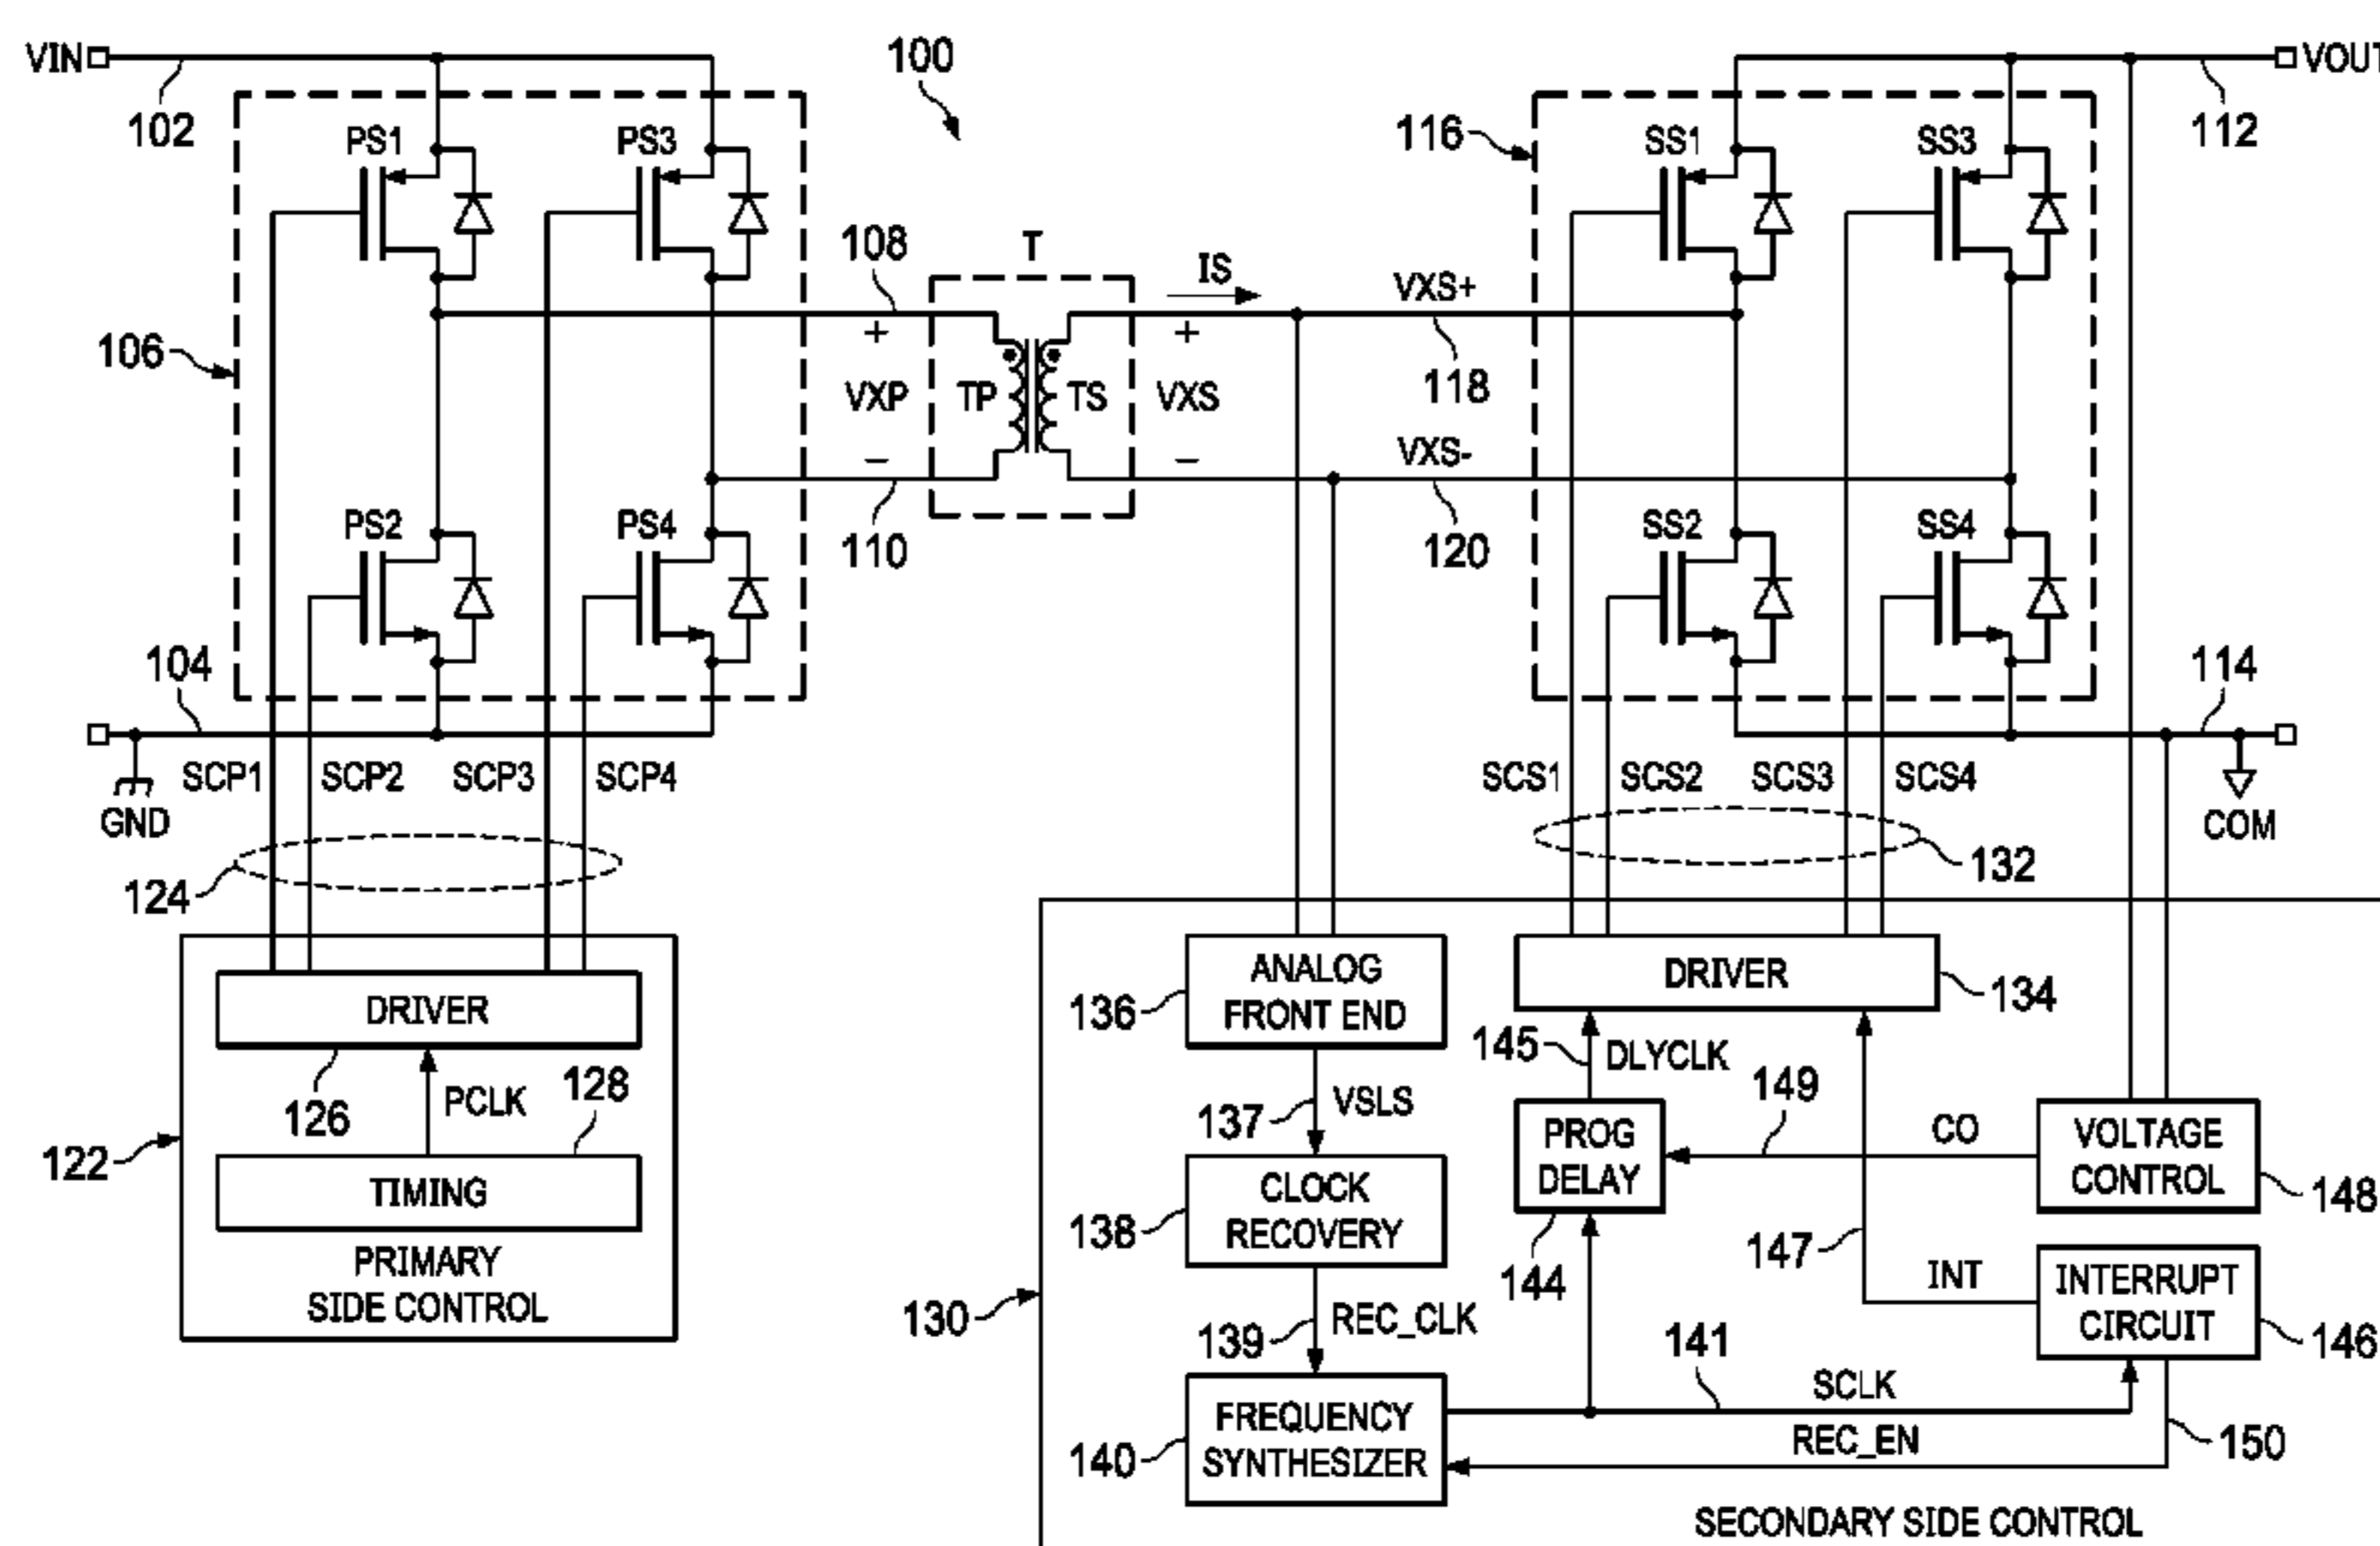 VIN
102
100
VOUT
112
PS1
PS3
116
SS1
SS3
106
108
T
IS
VXS+
118
+
VXP
−
TP
TS
+
VXS
−
VXS-
120
110
PS2
PS4
SS2
SS4
104
114
GND
SCP1
SCP2
SCP3
SCP4
SCS1
SCS2
SCS3
SCS4
COM
124
132
DRIVER
126
PCLK
128
122
TIMING
PRIMARY
SIDE CONTROL
ANALOG
FRONT END
136
DRIVER
134
145
DLYCLK
137
VSLS
149
PROG
DELAY
CO
VOLTAGE
CONTROL
148
CLOCK
RECOVERY
138
144
147
INT
INTERRUPT
CIRCUIT
146
130
139
REC_CLK
141
SCLK
FREQUENCY
SYNTHESIZER
140
REC_EN
150
SECONDARY SIDE CONTROL